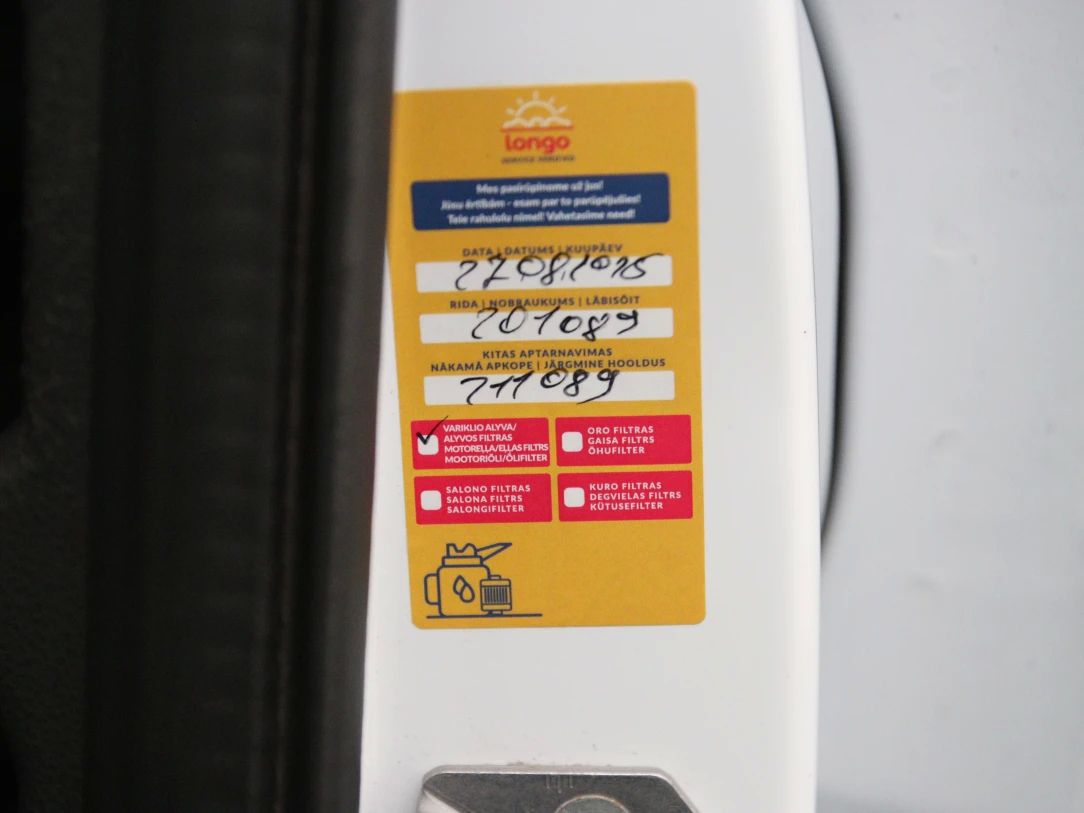 longo
Mes pasirūpinome už jus!
Jūsu ērtībām - esam par to parūpējušies!
Teie rahulolu nimel! Vahetasime need!
DATA | DATUMS | KUUPÄEV
27 08, 2025
RIDA | NOBRAUKUMS | LÄBISÕIT
201089
KITAS APTARNAVIMAS
NĀKAMĀ APKOPE | JÄRGMINE HOOLDUS
211089
VARIKLIO ALYVA/
ALYVOS FILTRAS
MOTOREĻĻA/EĻĻAS FILTRS
MOOTORIÕLI/ÕLIFILTER
ORO FILTRAS
GAISA FILTRS
ÕHUFILTER
SALONO FILTRAS
SALONA FILTRS
SALONGIFILTER
KURO FILTRAS
DEGVIELAS FILTRS
KÜTUSEFILTER